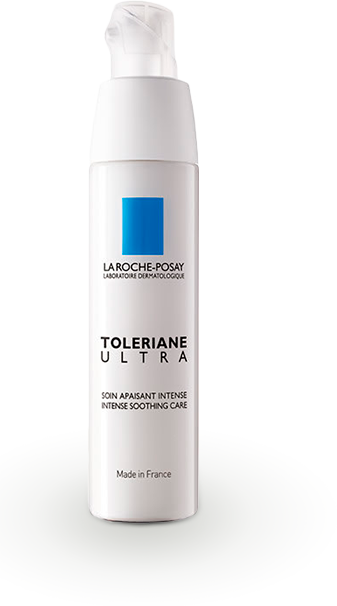 LA ROCHE-POSAY
LABORATOIRE DERMATOLOGIQUE
TOLERIANE
ULTRA
SOIN APAISANT INTENSE
INTENSE SOOTHING CARE
Made in France